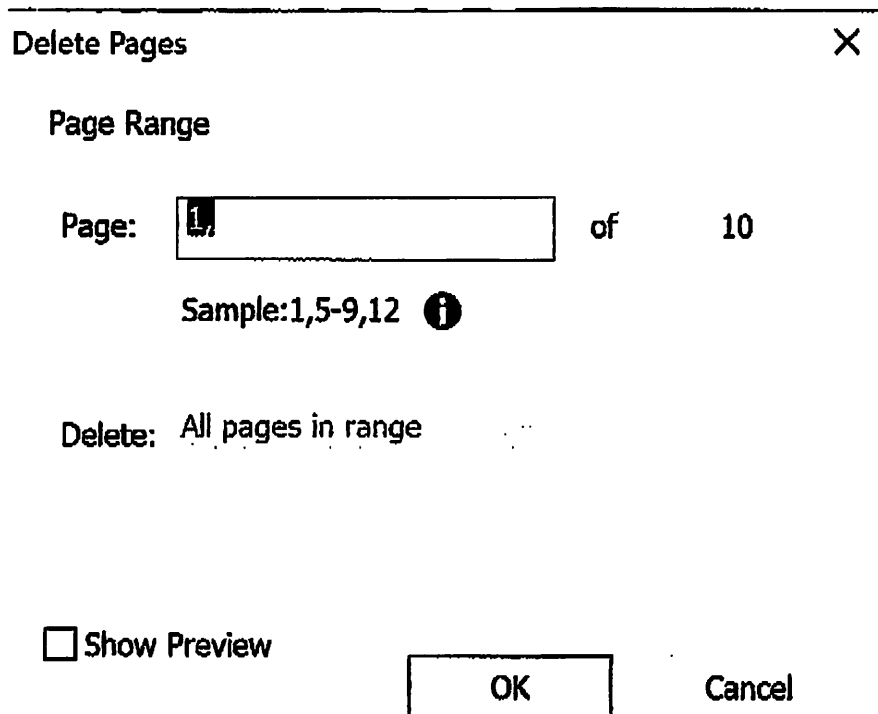 Delete Pages
Page Range
Page: 1, of 10
Sample:1,5-9,12
Delete: All pages in range
Show Preview
OK Cancel